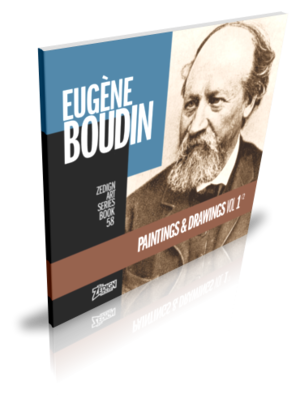 EUGÈNE
BOUDIN
ZEDIGN
ART
SERIES
BOOK
58
PAINTINGS & DRAWINGS VOL 1
ZEDIGN